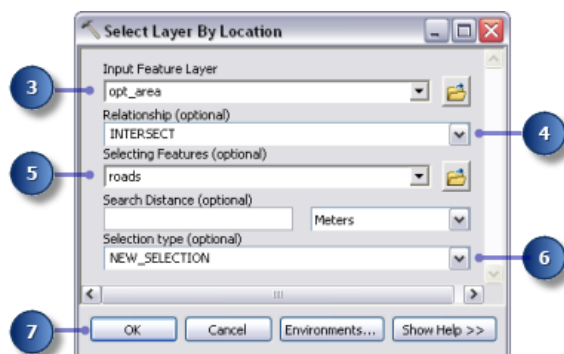 Select Layer By Location
Input Feature Layer
3
opt_area
Relationship (optional)
INTERSECT
4
Selecting Features (optional)
5
roads
Search Distance (optional)
Meters
Selection type (optional)
NEW_SELECTION
6
7
OK
Cancel
Environments...
Show Help >>